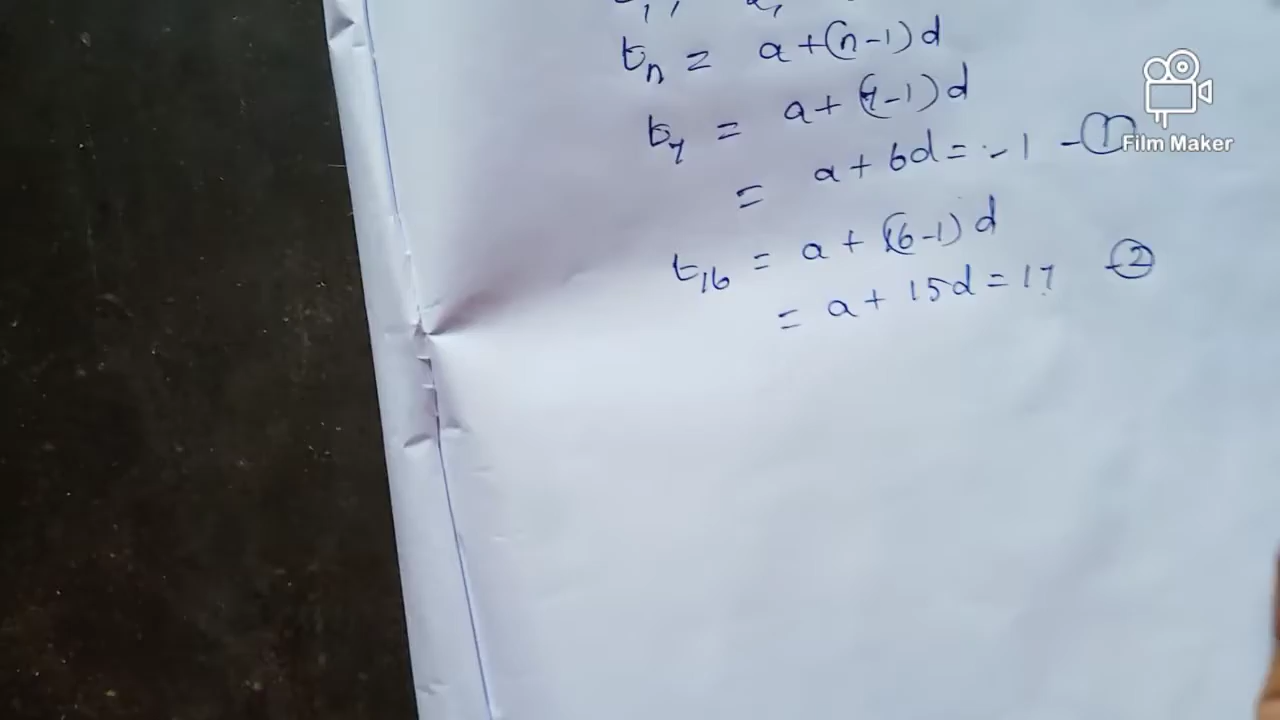 tn = a+(n-1)d
t7 = a+(7-1)d
= a+6d = -1 - ①
t16 = a+(16-1)d
= a+15d = 17 - ②
Film Maker